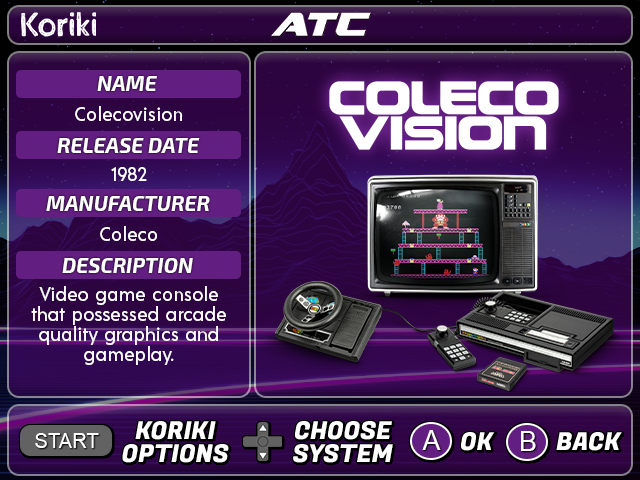 Koriki
ATC
NAME
Colecovision
RELEASE DATE
1982
MANUFACTURER
Coleco
DESCRIPTION
Video game console
that possessed arcade
quality graphics and
gameplay.
COLECO
VISION
START
KORIKI
OPTIONS
CHOOSE
SYSTEM
A
OK
B
BACK